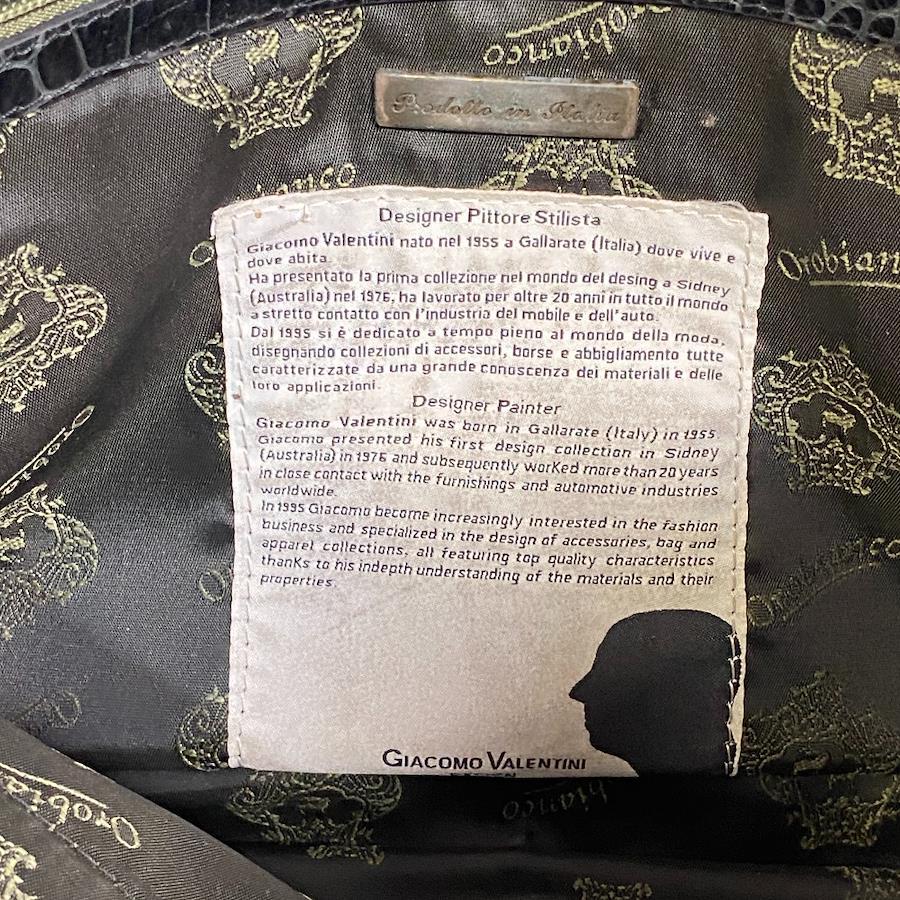 Orobianco
Prodotto in Italia
Orobianco
Orobianco
Designer Pittore Stilista
Giacomo Valentini nato nel 1955 a Gallarate (Italia) dove vive e
dove abita.
Ha presentato la prima collezione nel mondo del desing a Sidney
(Australia) nel 1976, ha lavorato per oltre 20 anni in tutto il mondo
a stretto contatto con l'industria del mobile e dell'auto.
Dal 1995 si è dedicato a tempo pieno al mondo della moda,
disegnando collezioni di accessori, borse e abbigliamento tutte
caratterizzate da una grande conoscenza dei materiali e delle
loro applicazioni.
Designer Painter
Giacomo Valentini was born in Gallarate (Italy) in 1955.
Giacomo presented his first design collection in Sidney
(Australia) in 1976 and subsequently worked more than 20 years
in close contact with the furnishings and automotive industries
worldwide.
In 1995 Giacomo become increasingly interested in the fashion
business and specialized in the design of accessories, bag and
apparel collections, all featuring top quality characteristics
thanks to his indepth understanding of the materials and their
properties.
Orobianco
Orobianco
GIACOMO VALENTINI
DESIGN
Orobianco
Orobianco